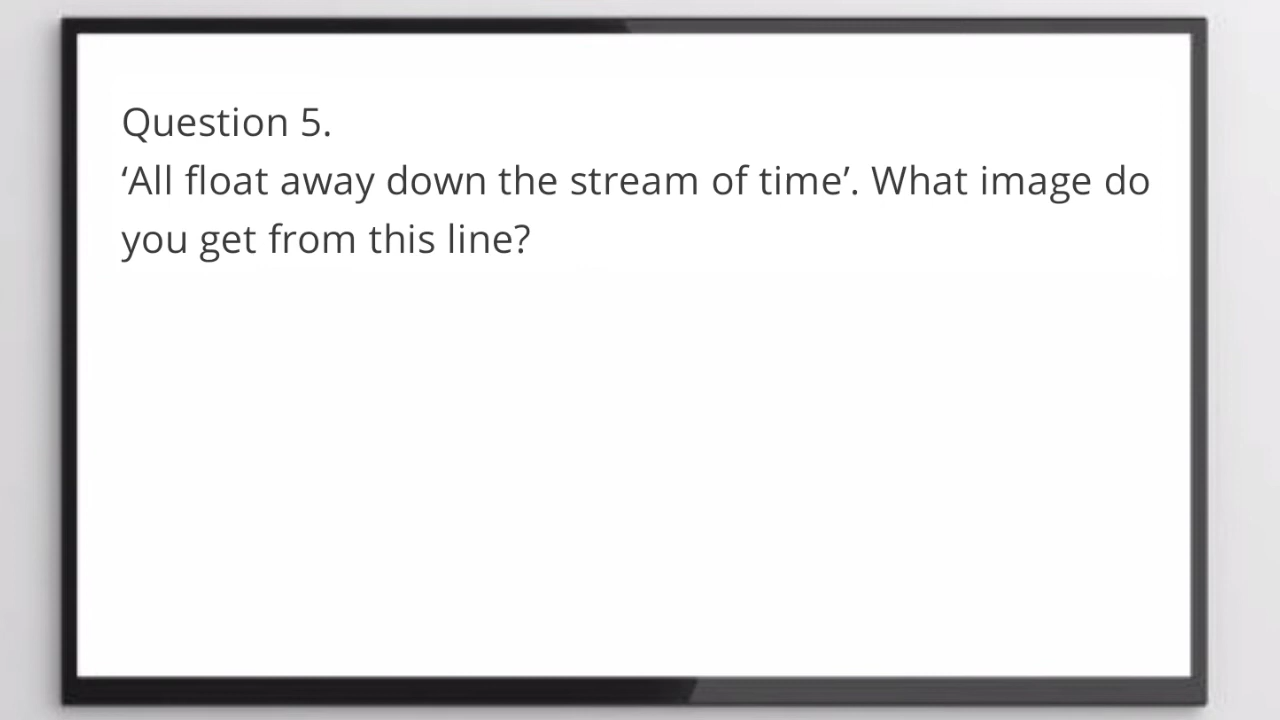 Question 5.
‘All float away down the stream of time’. What image do
you get from this line?